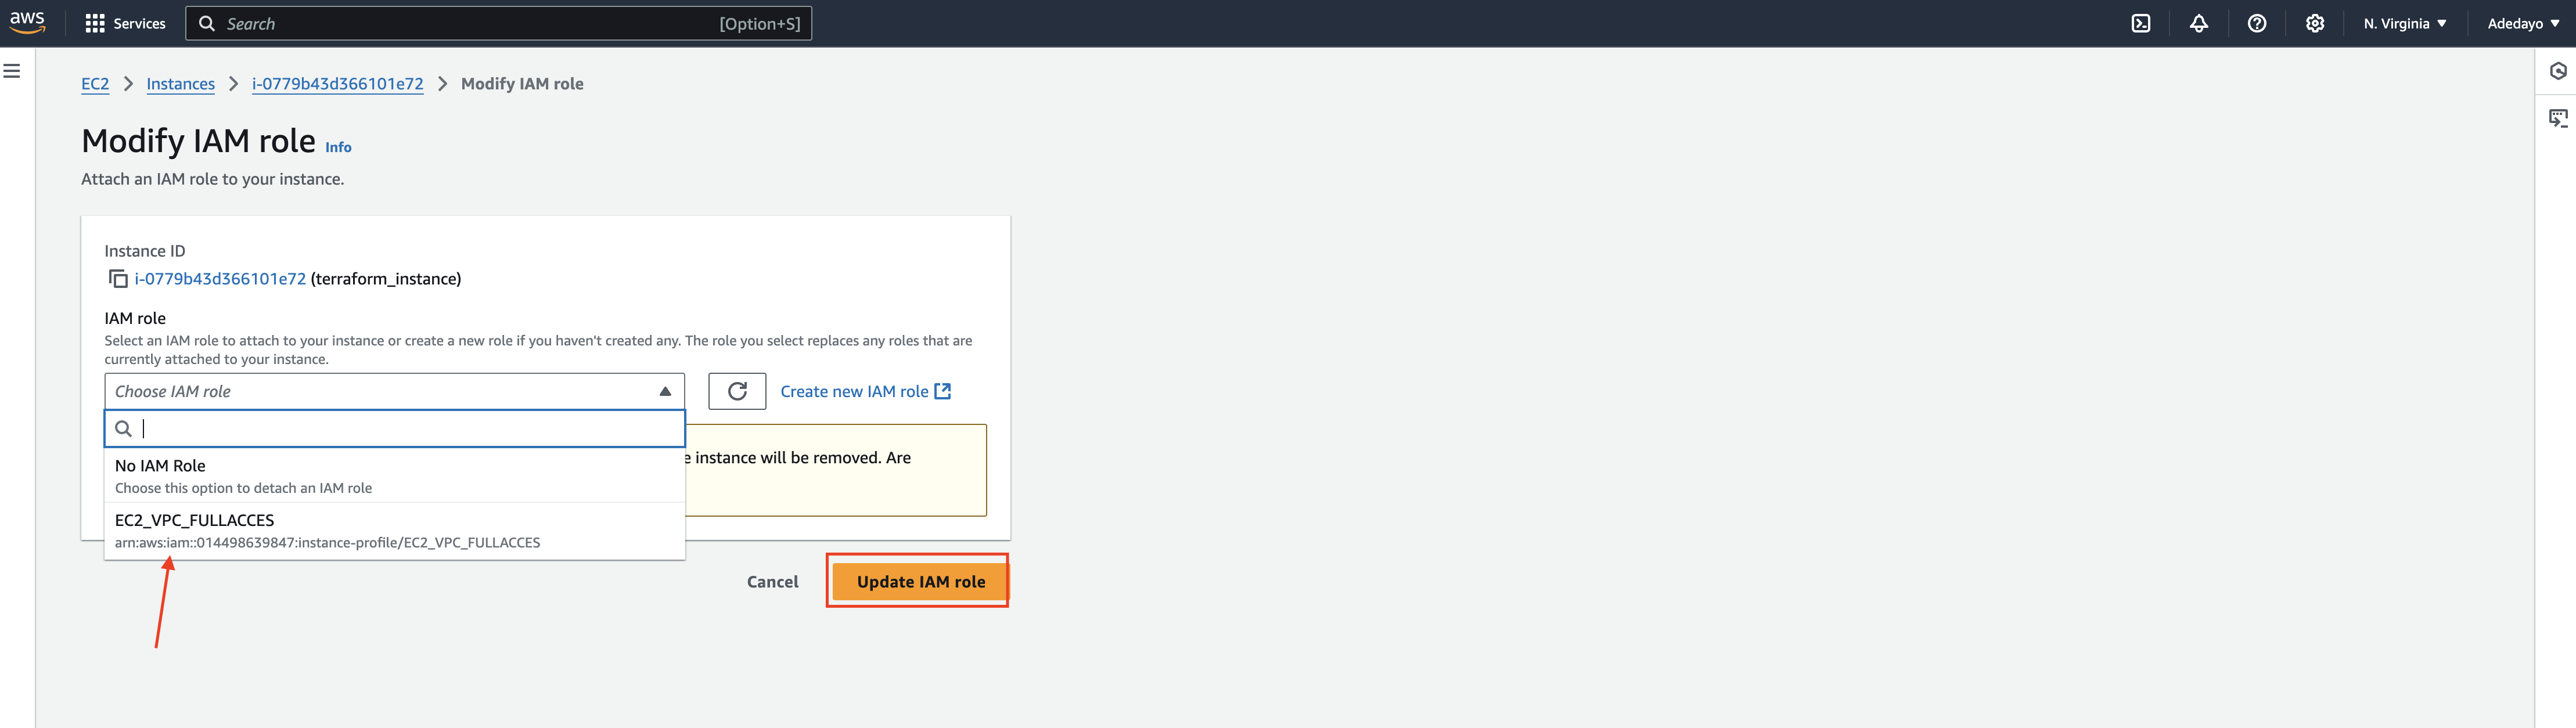 aws Services Search [Option+S] N. Virginia Adedayo
EC2 Instances i-0779b43d366101e72 Modify IAM role
Modify IAM role Info
Attach an IAM role to your instance.
Instance ID
i-0779b43d366101e72 (terraform_instance)
IAM role
Select an IAM role to attach to your instance or create a new role if you haven't created any. The role you select replaces any roles that are
currently attached to your instance.
Choose IAM role Create new IAM role
e instance will be removed. Are
No IAM Role
Choose this option to detach an IAM role
EC2_VPC_FULLACCES
arn:aws:iam::014498639847:instance-profile/EC2_VPC_FULLACCES
Cancel Update IAM role